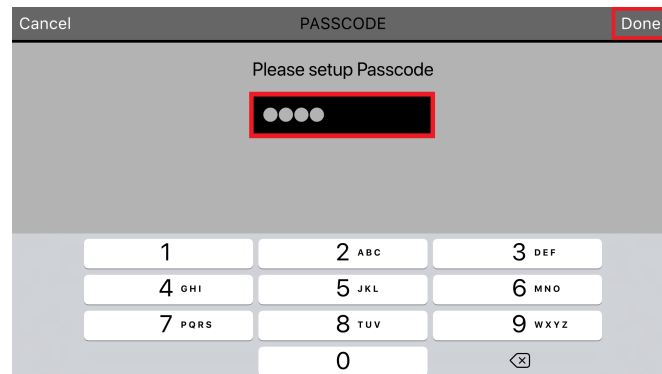 Cancel PASSCODE Done
Please setup Passcode
1 2 ABC 3 DEF
4 GHI 5 JKL 6 MNO
7 PQRS 8 TUV 9 WXYZ
0